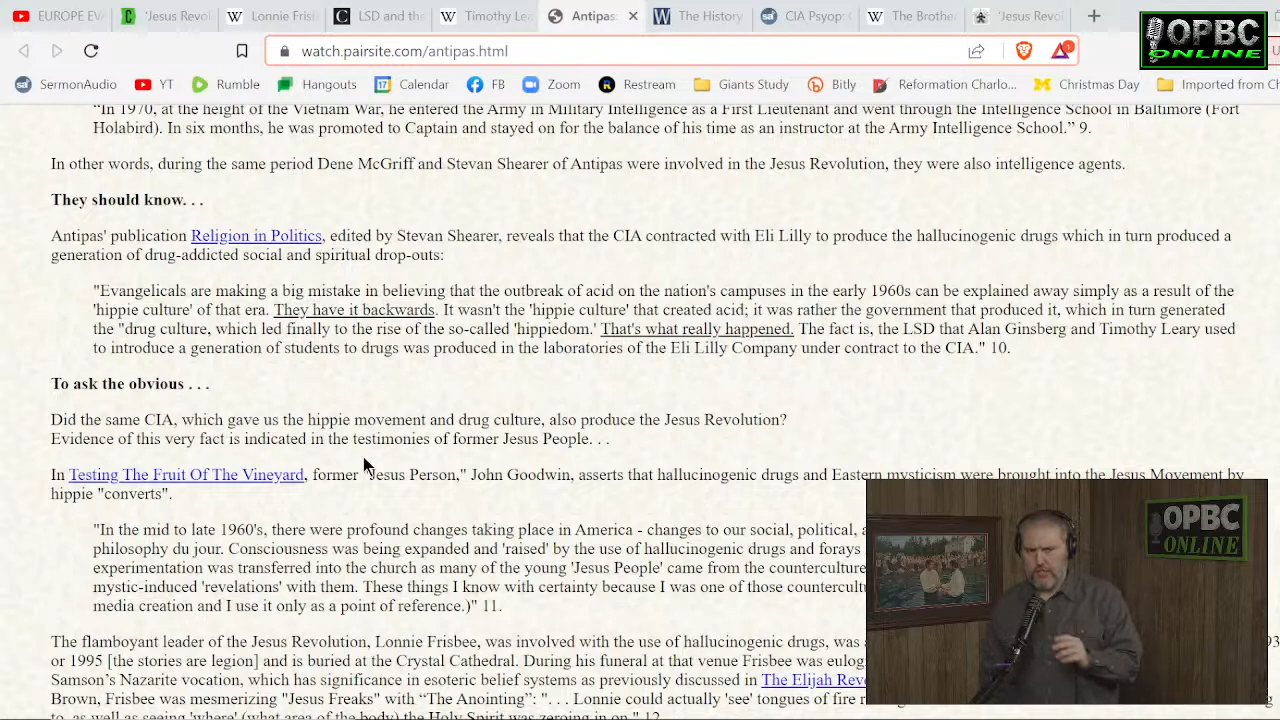 EUROPE EV
'Jesus Revol
Lonnie Fris
LSD and the
y Le
Antipas:
The History
CIA Psyops
The Brothe
'Jesus Revo
OPBC
ONLINE
watch.pairsite.com/antipas.html
1
SermonAudio
YT
Rumble
Hangouts
17
Calendar
FB
Zoom
Restream
Giants Study
Bitly
Reformation Charlo...
Christmas Day
Imported from C
"In 1970, at the height of the Vietnam War, he entered the Army in Military Intelligence as a First Lieutenant and went through the Intelligence School in Baltimore (Fort
Holabird). In six months, he was promoted to Captain and stayed on for the balance of his time as an instructor at the Army Intelligence School." 9.
In other words, during the same period Dene McGriff and Stevan Shearer of Antipas were involved in the Jesus Revolution, they were also intelligence agents.
They should know. . .
Antipas' publication Religion in Politics, edited by Stevan Shearer, reveals that the CIA contracted with Eli Lilly to produce the hallucinogenic drugs which in turn produced a
generation of drug-addicted social and spiritual drop-outs:
"Evangelicals are making a big mistake in believing that the outbreak of acid on the nation's campuses in the early 1960s can be explained away simply as a result of the
'hippie culture' of that era. They have it backwards. It wasn't the 'hippie culture' that created acid; it was rather the government that produced it, which in turn generated
the "drug culture, which led finally to the rise of the so-called 'hippiedom.' That's what really happened. The fact is, the LSD that Alan Ginsberg and Timothy Leary used
to introduce a generation of students to drugs was produced in the laboratories of the Eli Lilly Company under contract to the CIA." 10.
To ask the obvious . . .
Did the same CIA, which gave us the hippie movement and drug culture, also produce the Jesus Revolution?
Evidence of this very fact is indicated in the testimonies of former Jesus People. . .
In Testing The Fruit Of The Vineyard, former "Jesus Person," John Goodwin, asserts that hallucinogenic drugs and Eastern mysticism were brought into the Jesus Movement by
hippie "converts".
"In the mid to late 1960's, there were profound changes taking place in America - changes to our social, political, a
philosophy du jour. Consciousness was being expanded and 'raised' by the use of hallucinogenic drugs and forays
experimentation was transferred into the church as many of the young 'Jesus People' came from the counterculture
mystic-induced 'revelations' with them. These things I know with certainty because I was one of those countercult
media creation and I use it only as a point of reference.)" 11.
The flamboyant leader of the Jesus Revolution, Lonnie Frisbee, was involved with the use of hallucinogenic drugs, was a
or 1995 [the stories are legion] and is buried at the Crystal Cathedral. During his funeral at that venue Frisbee was eulog
Samson's Nazarite vocation, which has significance in esoteric belief systems as previously discussed in The Elijah Rev
Brown, Frisbee was mesmerizing "Jesus Freaks" with "The Anointing": ". . . Lonnie could actually 'see' tongues of fire
to, as well as seeing 'where' (what area of the body) the Holy Spirit was zeroing in on." 12
OPBC
ONLINE